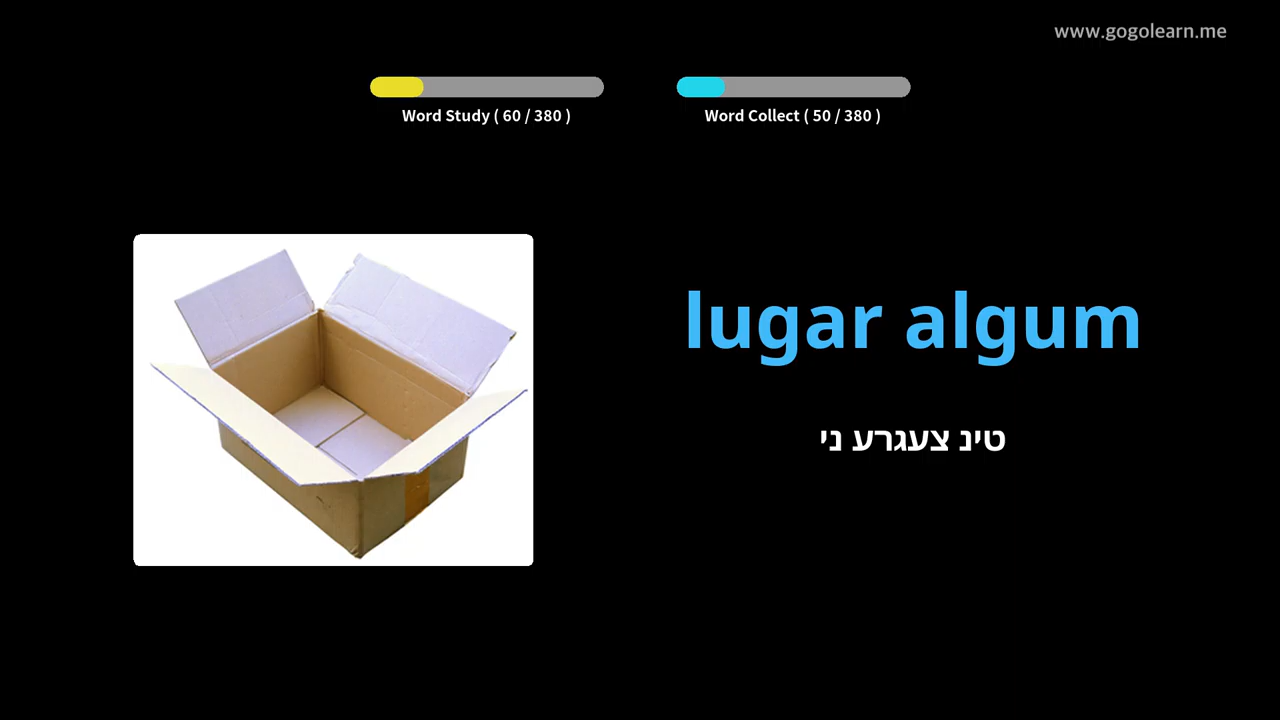 www.gogolearn.me
Word Study ( 60 / 380 )
Word Collect ( 50 / 380 )
lugar algum
טינ צעגרע ני